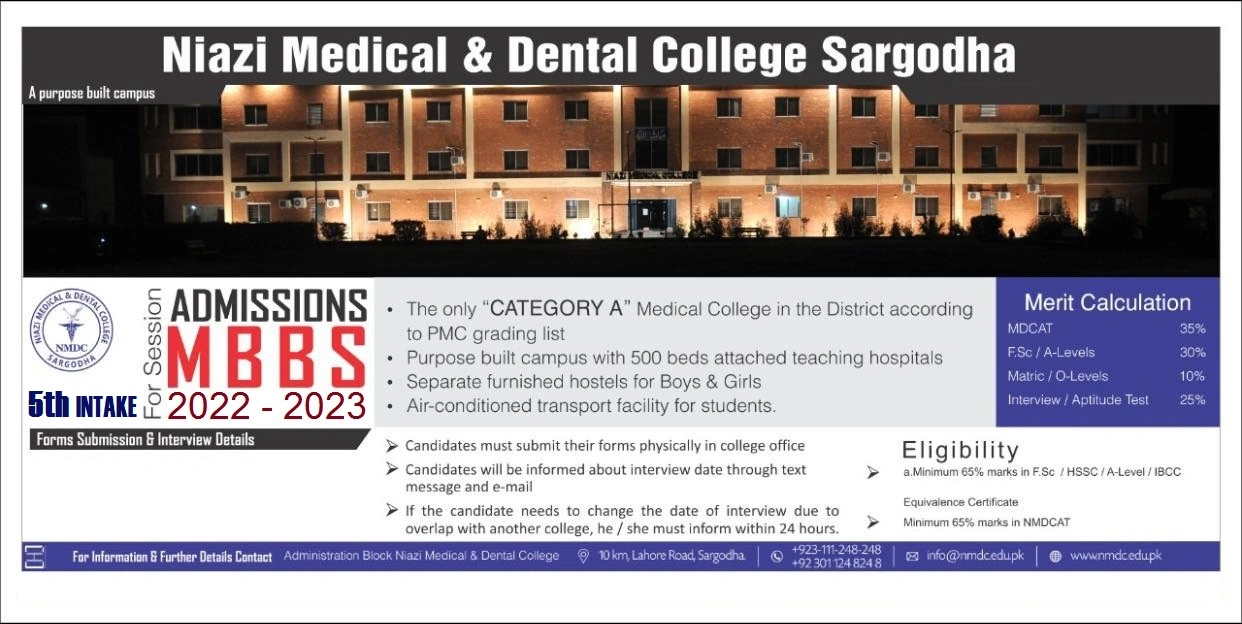 Niazi Medical & Dental College Sargodha
A purpose built campus
NIAZI MEDICAL & DENTAL COLLEGE
NMDC
SARGODHA
For Session
ADMISSIONS
MBBS
5th INTAKE
2022 - 2023
• The only “CATEGORY A” Medical College in the District according
to PMC grading list
• Purpose built campus with 500 beds attached teaching hospitals
• Separate furnished hostels for Boys & Girls
• Air-conditioned transport facility for students.
Merit Calculation
MDCAT 35%
F.Sc / A-Levels 30%
Matric / O-Levels 10%
Interview / Aptitude Test 25%
Forms Submission & Interview Details
➢ Candidates must submit their forms physically in college office
➢ Candidates will be informed about interview date through text
message and e-mail
➢ If the candidate needs to change the date of interview due to
overlap with another college, he / she must inform within 24 hours.
Eligibility
➢ a.Minimum 65% marks in F.Sc / HSSC / A-Level / IBCC
Equivalence Certificate
➢ Minimum 65% marks in NMDCAT
For Information & Further Details Contact Administration Block Niazi Medical & Dental College 10 km, Lahore Road, Sargodha.
+923-111-248-248
+92 301 124 824 8
info@nmdc.edu.pk
www.nmdc.edu.pk